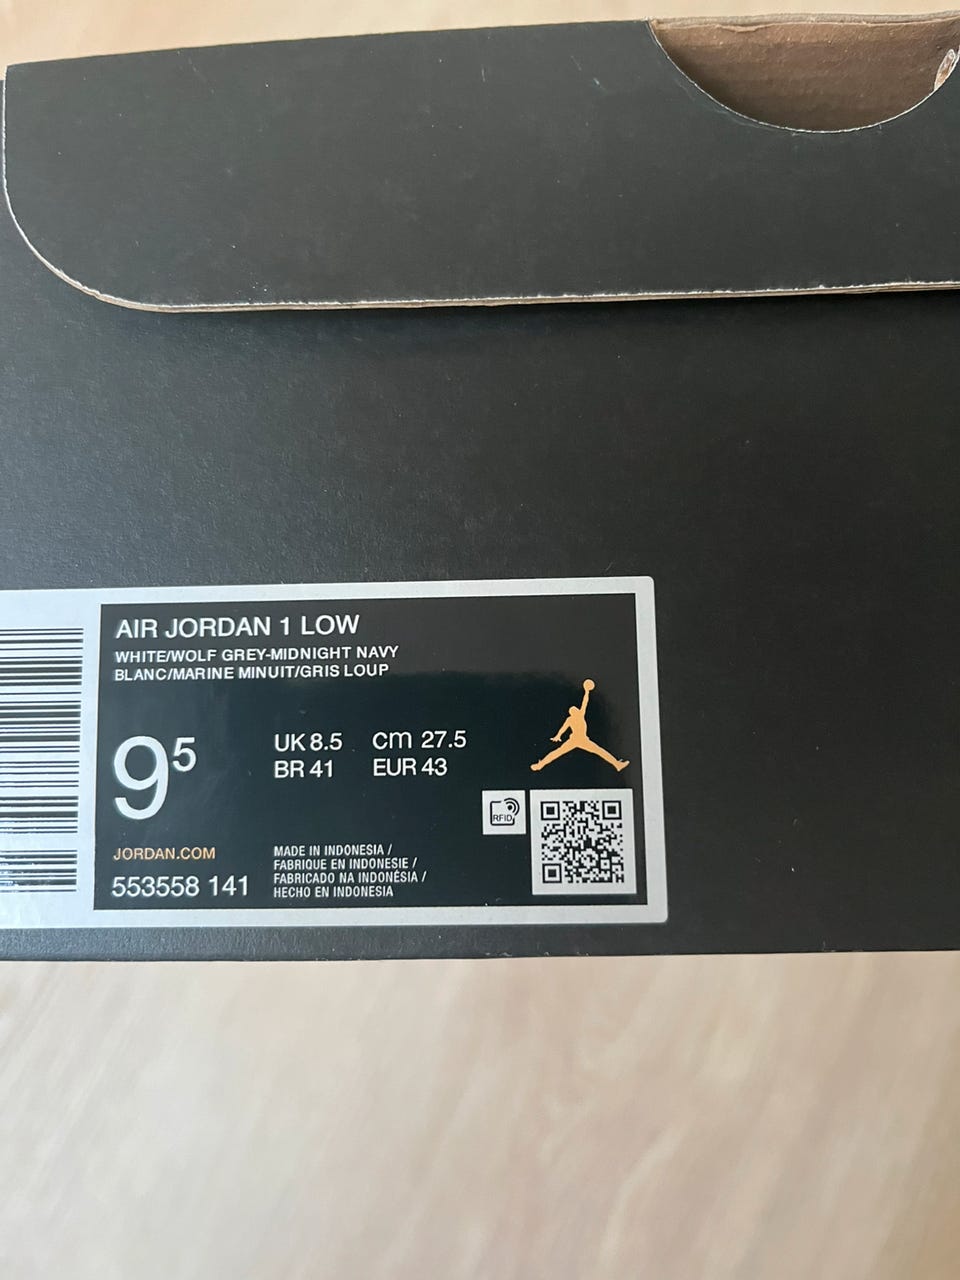 AIR JORDAN 1 LOW
WHITE/WOLF GREY-MIDNIGHT NAVY
BLANC/MARINE MINUIT/GRIS LOUP
95
UK 8.5 cm 27.5
BR 41 EUR 43
RFID
JORDAN.COM
553558 141
MADE IN INDONESIA /
FABRIQUE EN INDONESIE /
FABRICADO NA INDONÉSIA /
HECHO EN INDONESIA